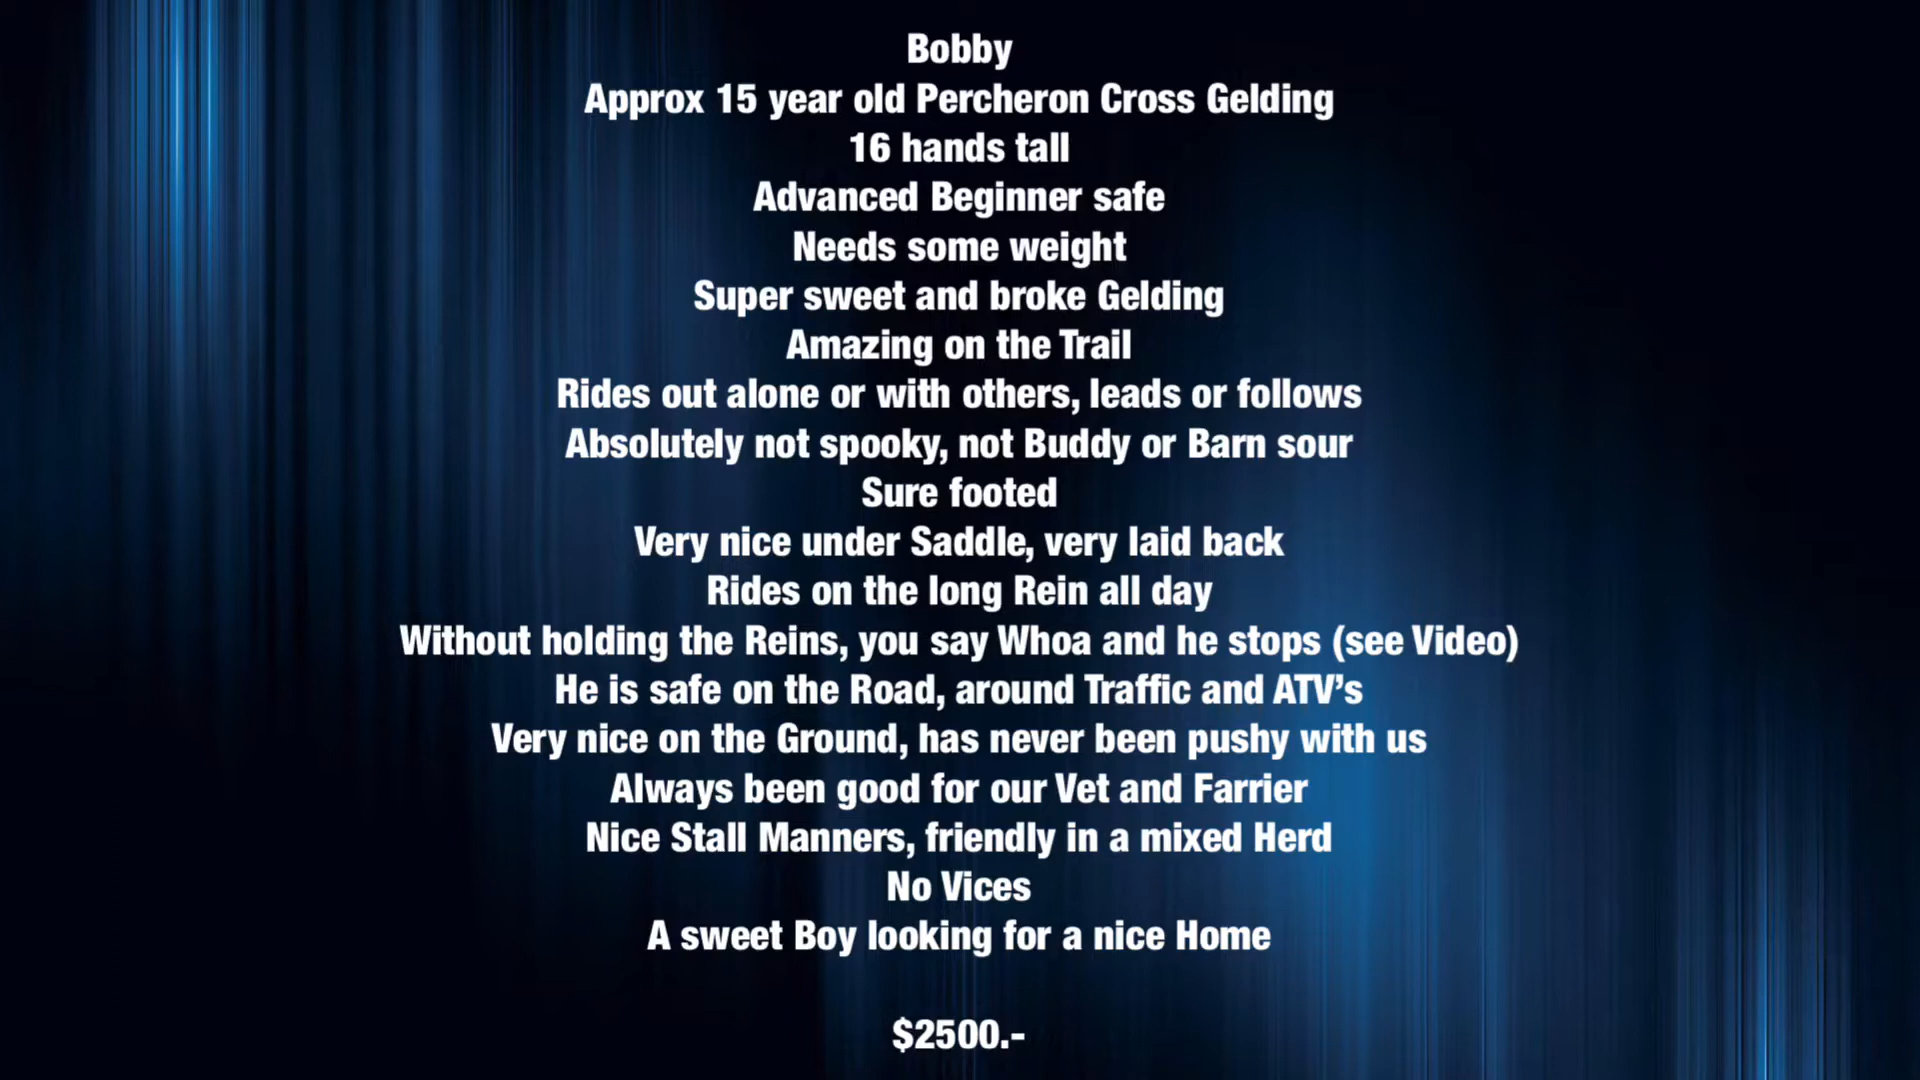 Bobby
Approx 15 year old Percheron Cross Gelding
16 hands tall
Advanced Beginner safe
Needs some weight
Super sweet and broke Gelding
Amazing on the Trail
Rides out alone or with others, leads or follows
Absolutely not spooky, not Buddy or Barn sour
Sure footed
Very nice under Saddle, very laid back
Rides on the long Rein all day
Without holding the Reins, you say Whoa and he stops (see Video)
He is safe on the Road, around Traffic and ATV’s
Very nice on the Ground, has never been pushy with us
Always been good for our Vet and Farrier
Nice Stall Manners, friendly in a mixed Herd
No Vices
A sweet Boy looking for a nice Home
$2500.-